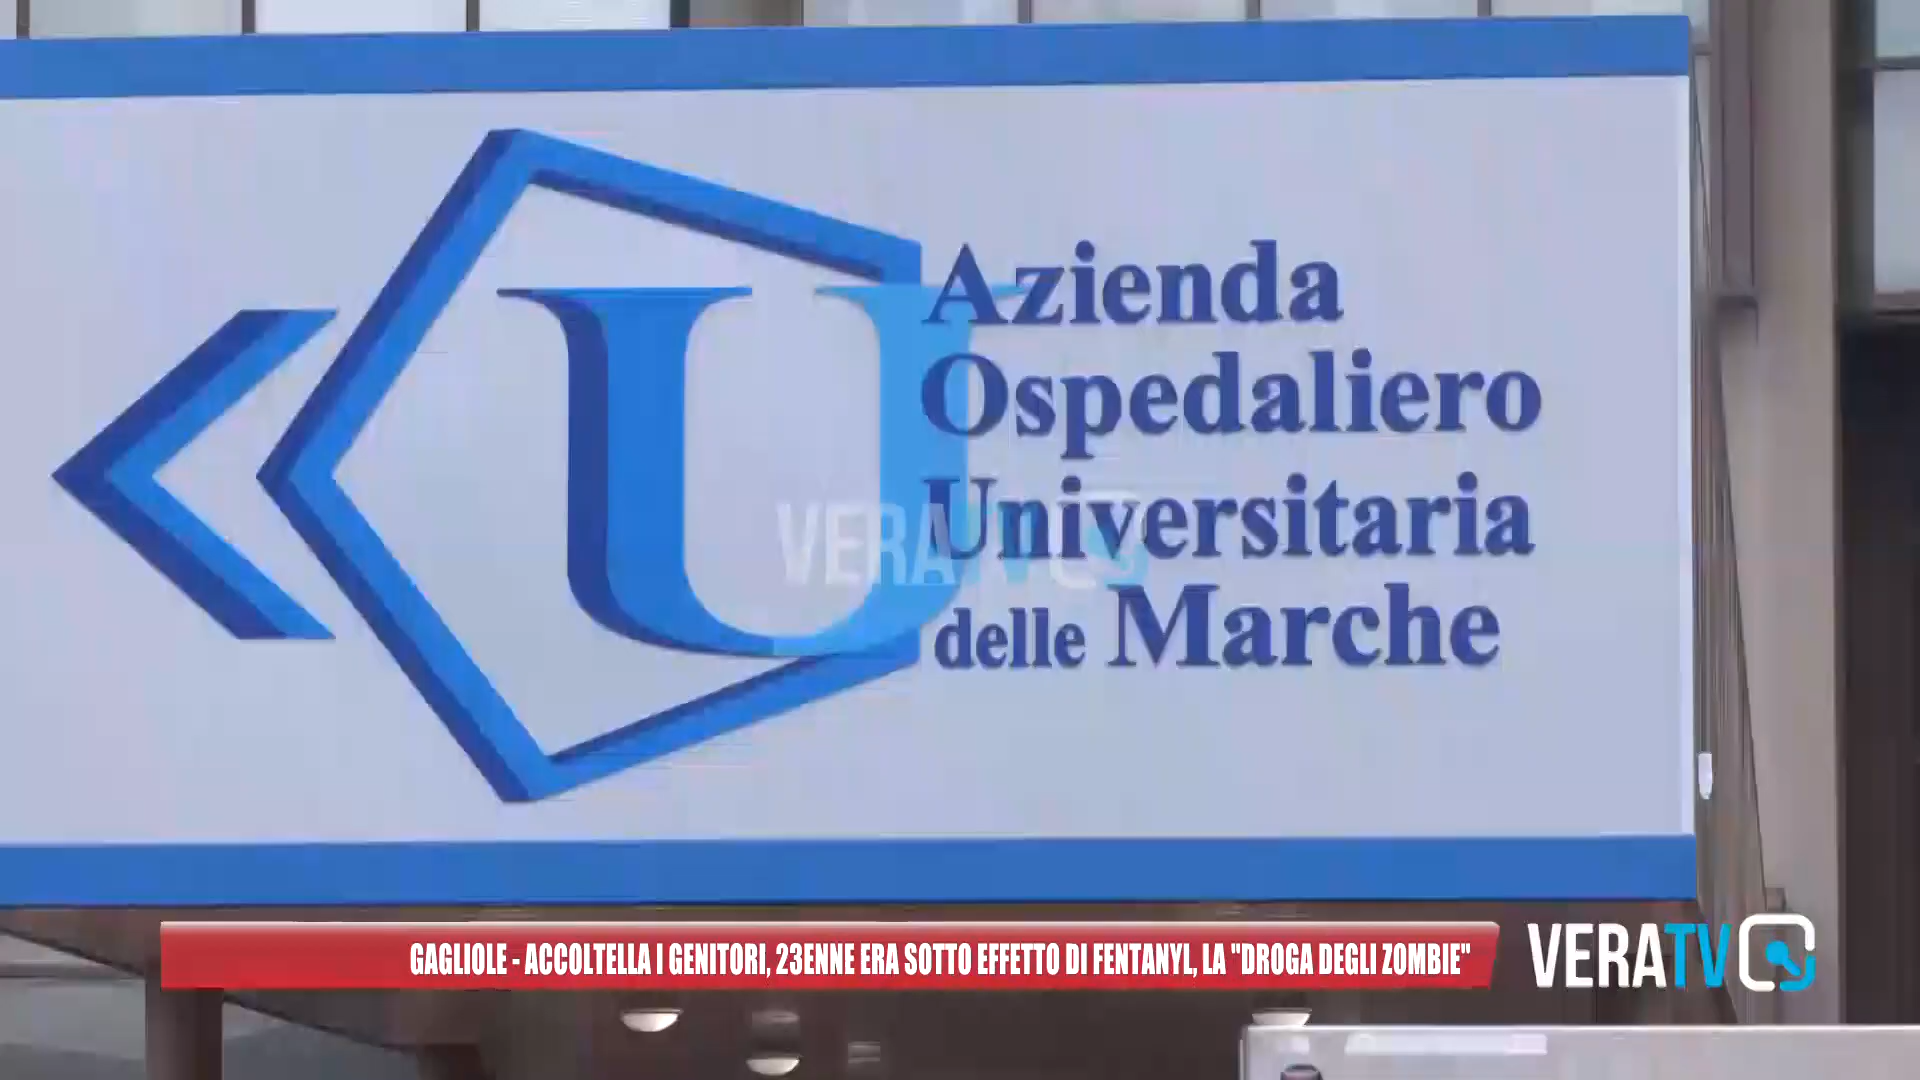 Azienda
Ospedaliero
Universitaria
delle Marche
U
VERATV
GAGLIOLE - ACCOLTELLA I GENITORI, 23ENNE ERA SOTTO EFFETTO DI FENTANYL, LA "DROGA DEGLI ZOMBIE"
VERATV